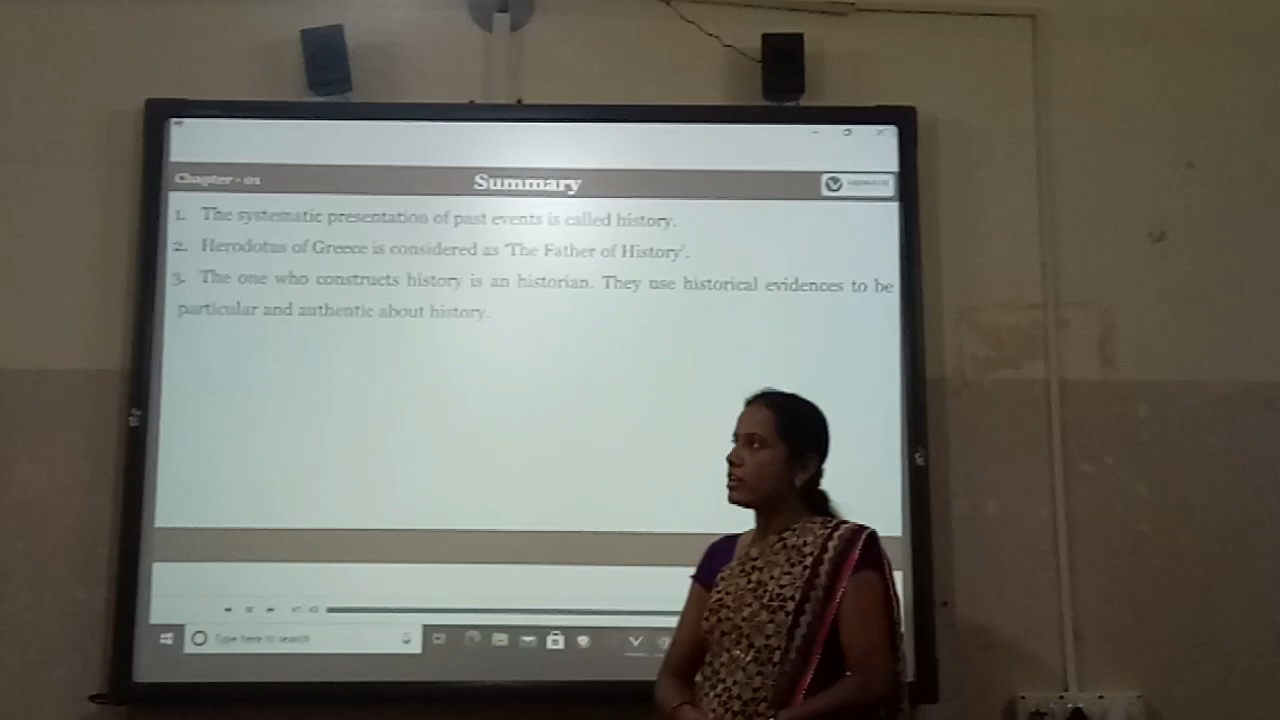 Chapter - 01
Summary
1. The systematic presentation of past events is called history.
2. Herodotus of Greece is considered as 'The Father of History'.
3. The one who constructs history is an historian. They use historical evidences to be
particular and authentic about history.
Type here to search